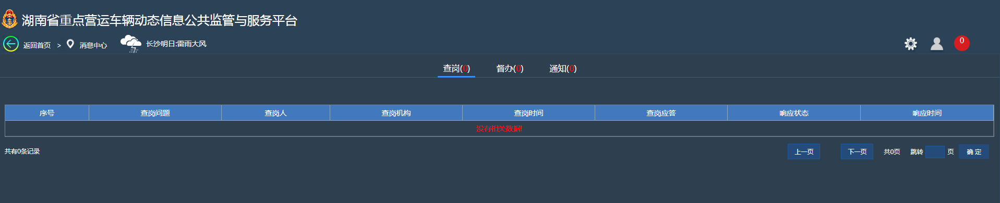 湖南省重点营运车辆动态信息公共监管与服务平台
返回首页 > 消息中心 长沙明日:雷雨大风 0
查岗(0) 督办(0) 通知(0)
序号 查岗问题 查岗人 查岗机构 查岗时间 查岗应答 响应状态 响应时间
没有相关数据!
共有0条记录 上一页 下一页 共0页 跳转 页 确 定